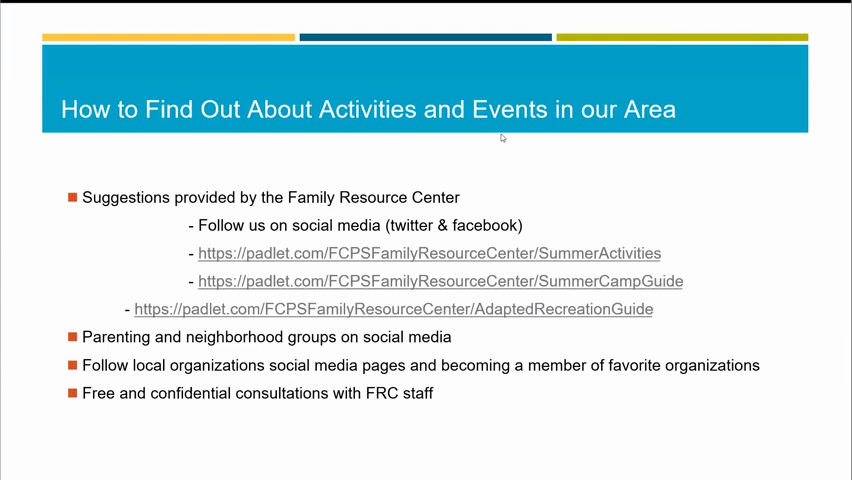 How to Find Out About Activities and Events in our Area
Suggestions provided by the Family Resource Center
- Follow us on social media (twitter & facebook)
- https://padlet.com/FCPSFamilyResourceCenter/SummerActivities
- https://padlet.com/FCPSFamilyResourceCenter/SummerCampGuide
- https://padlet.com/FCPSFamilyResourceCenter/AdaptedRecreationGuide
Parenting and neighborhood groups on social media
Follow local organizations social media pages and becoming a member of favorite organizations
Free and confidential consultations with FRC staff